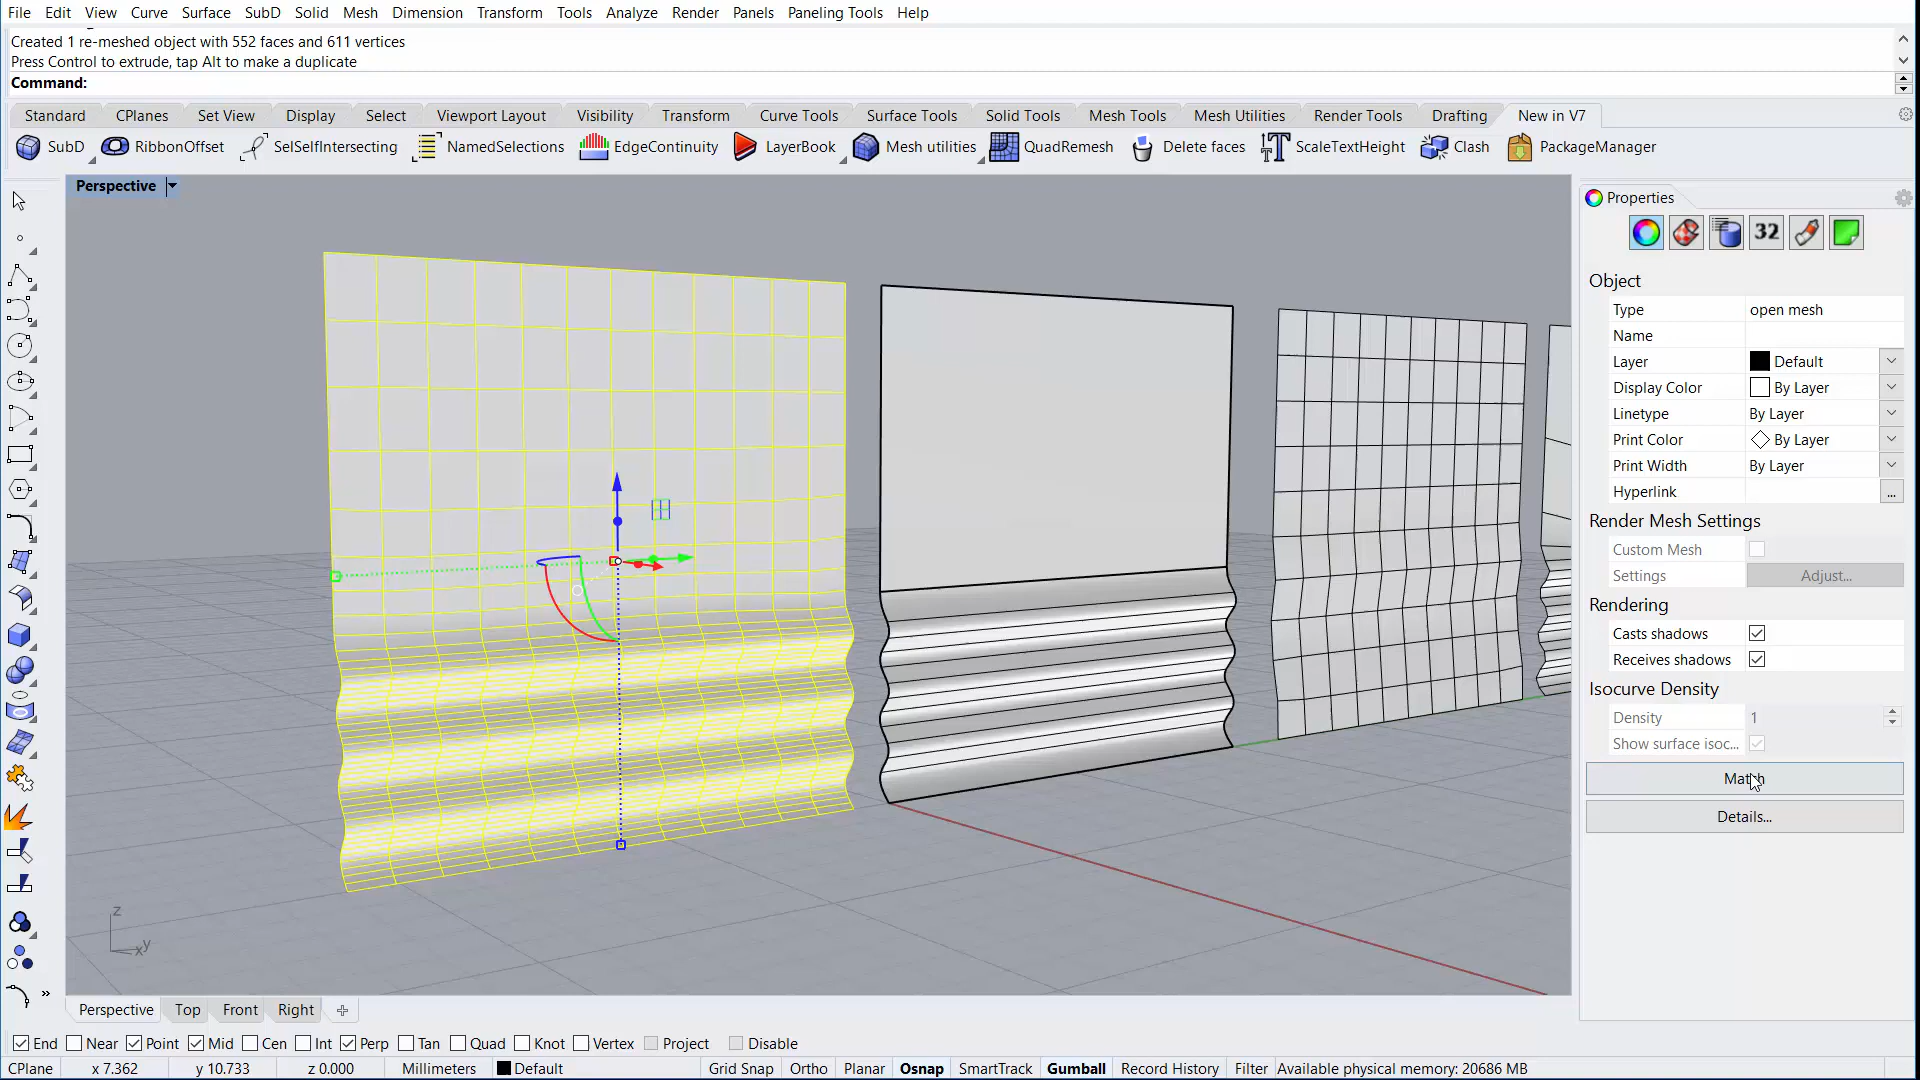 File Edit View Curve Surface SubD Solid Mesh Dimension Transform Tools Analyze Render Panels Paneling Tools Help
Created 1 re-meshed object with 552 faces and 611 vertices
Press Control to extrude, tap Alt to make a duplicate
Command:
Standard CPlanes Set View Display Select Viewport Layout Visibility Transform Curve Tools Surface Tools Solid Tools Mesh Tools Mesh Utilities Render Tools Drafting New in V7
SubD RibbonOffset SelSelfIntersecting NamedSelections EdgeContinuity LayerBook Mesh utilities QuadRemesh Delete faces ScaleTextHeight Clash PackageManager
Perspective
Properties
32
Object
Type open mesh
Name
Layer Default
Display Color By Layer
Linetype By Layer
Print Color By Layer
Print Width By Layer
Hyperlink ...
Render Mesh Settings
Custom Mesh
Settings Adjust...
Rendering
Casts shadows
Receives shadows
Isocurve Density
Density 1
Show surface isoc...
Match
Details...
z
x y
Perspective Top Front Right
End Near Point Mid Cen Int Perp Tan Quad Knot Vertex Project Disable
CPlane x 7.362 y 10.733 z 0.000 Millimeters Default Grid Snap Ortho Planar Osnap SmartTrack Gumball Record History Filter Available physical memory: 20686 MB